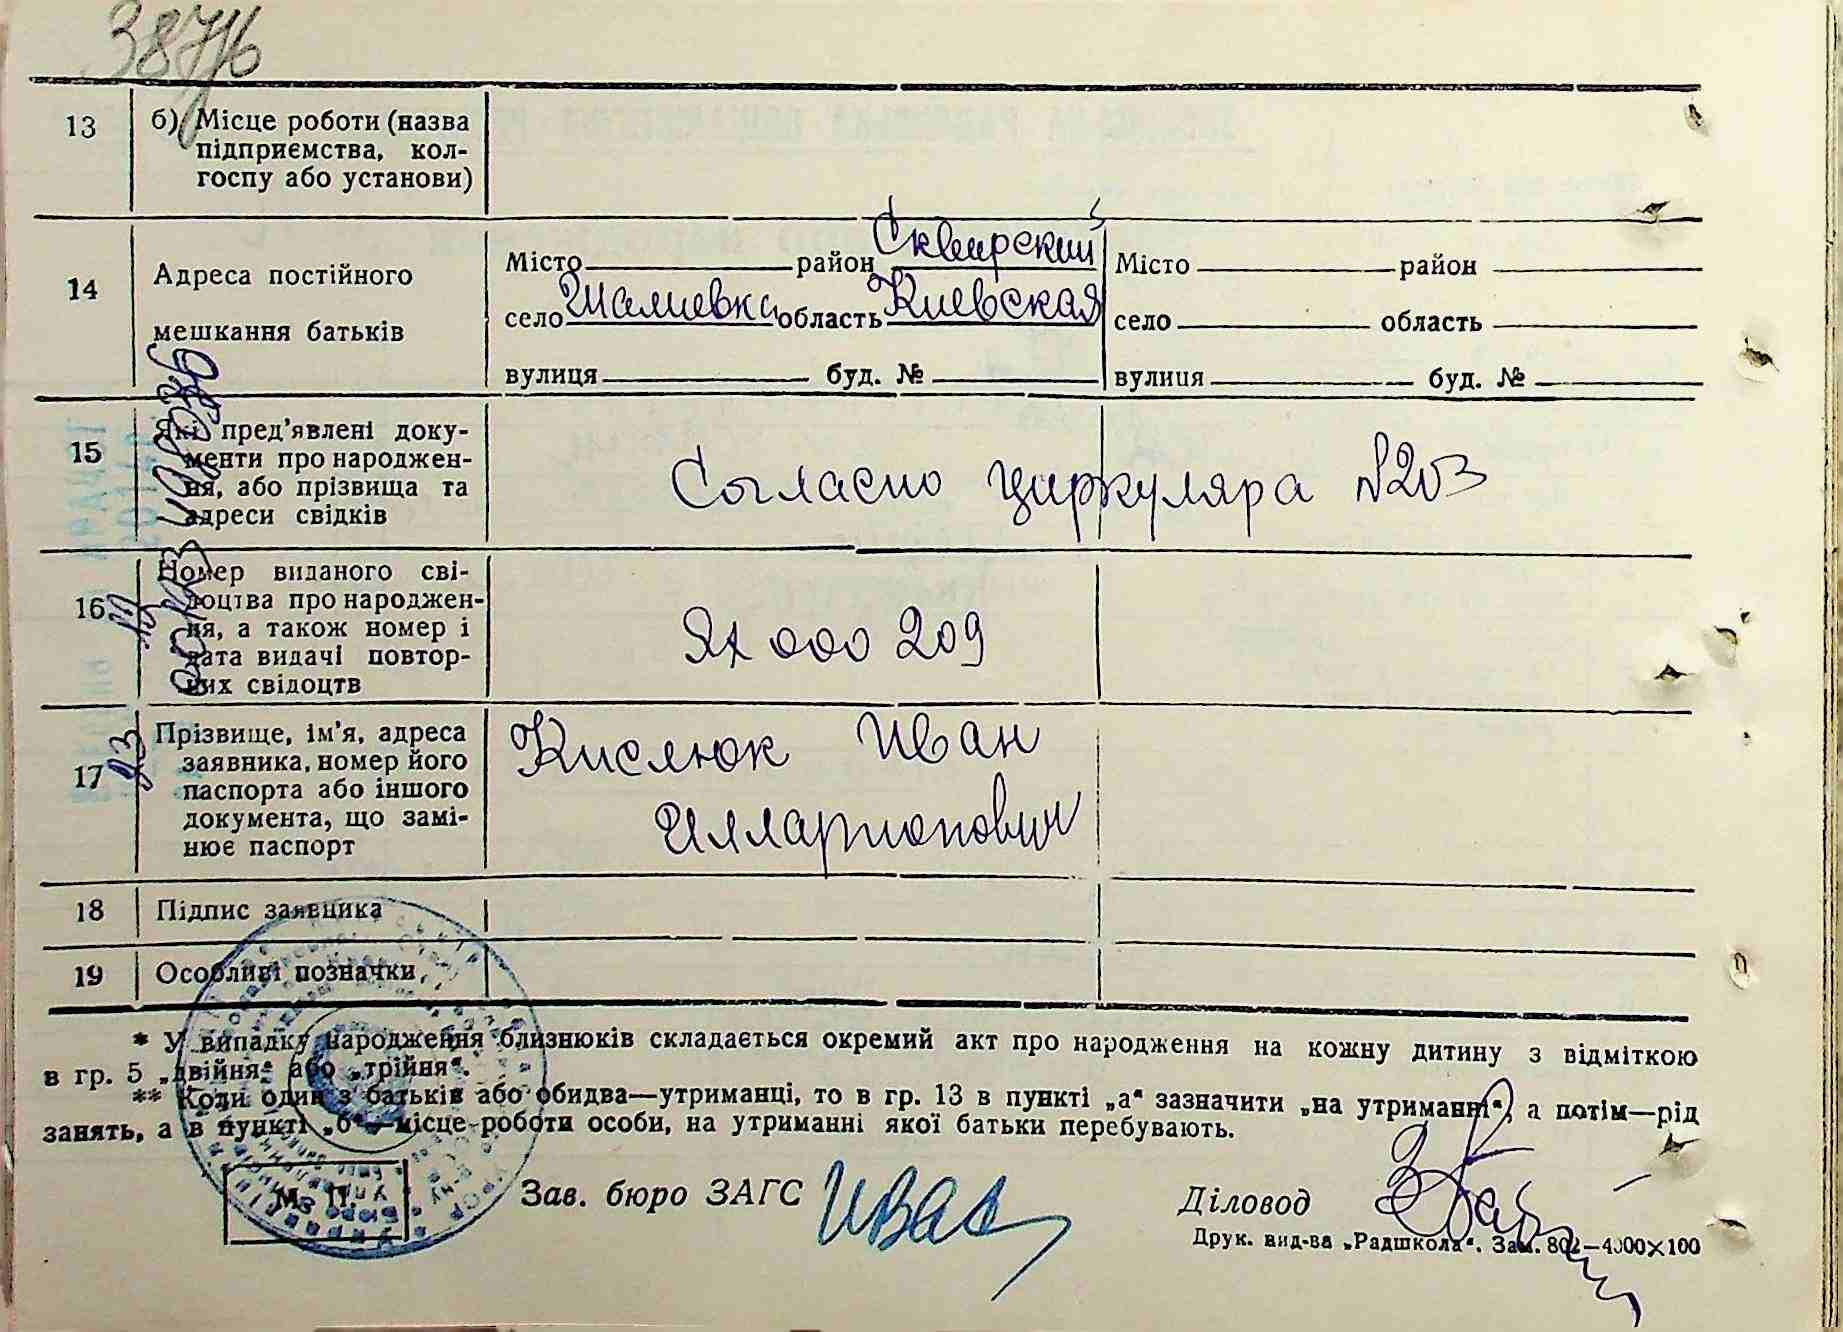 387/16
13
б) Місце роботи (назва
підприємства, кол-
госпу або установи)
14
Адреса постійного
мешкання батьків
Місто район Сквирский
село Шалиевка область Киевская
вулиця буд. №
Місто район
село область
вулиця буд. №
15
Які пред'явлені доку-
менти про народжен-
ня, або прізвища та
адреси свідків
Согласно циркуляра №203
16
Номер виданого сві-
доцтва про народжен-
ня, а також номер і
дата видачі повтор-
них свідоцтв
ЯХ 000 209
17
Прізвище, ім'я, адреса
заявника, номер його
паспорта або іншого
документа, що замі-
нює паспорт
Кислюк Иван
Илларионович
18
Підпис заявника
19
Особливі позначки
* У випадку народження близнюків складається окремий акт про народження на кожну дитину з відміткою
в гр. 5 „двійня“ або „трійня“.
** Коли один з батьків або обидва—утриманці, то в гр. 13 в пункті „а“ зазначити „на утриманні“, а потім—рід
занять, а в пункті „б“—місце роботи особи, на утриманні якої батьки перебувають.
М. П.
Зав. бюро ЗАГС
Діловод
Друк. вид-ва „Радшкола“. Зам. 802—4000×100